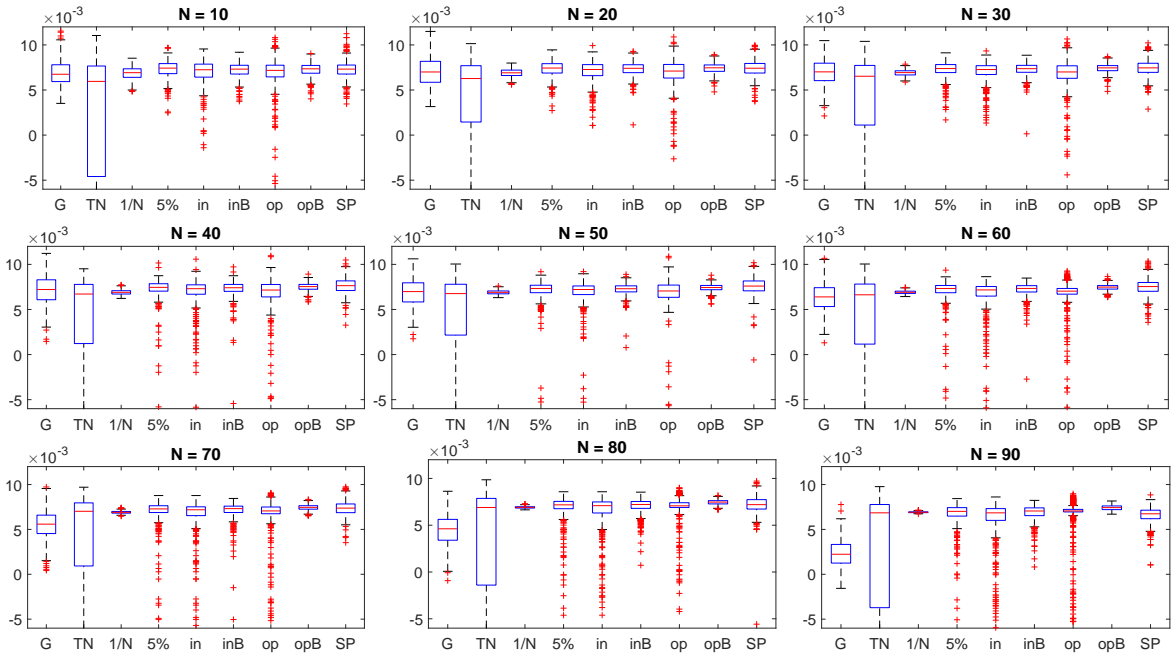 ×10⁻³ N = 10
10
5
0
-5
G TN 1/N 5% in inB op opB SP
×10⁻³ N = 20
10
5
0
-5
G TN 1/N 5% in inB op opB SP
×10⁻³ N = 30
10
5
0
-5
G TN 1/N 5% in inB op opB SP
×10⁻³ N = 40
10
5
0
-5
G TN 1/N 5% in inB op opB SP
×10⁻³ N = 50
10
5
0
-5
G TN 1/N 5% in inB op opB SP
×10⁻³ N = 60
10
5
0
-5
G TN 1/N 5% in inB op opB SP
×10⁻³ N = 70
10
5
0
-5
G TN 1/N 5% in inB op opB SP
×10⁻³ N = 80
10
5
0
-5
G TN 1/N 5% in inB op opB SP
×10⁻³ N = 90
10
5
0
-5
G TN 1/N 5% in inB op opB SP